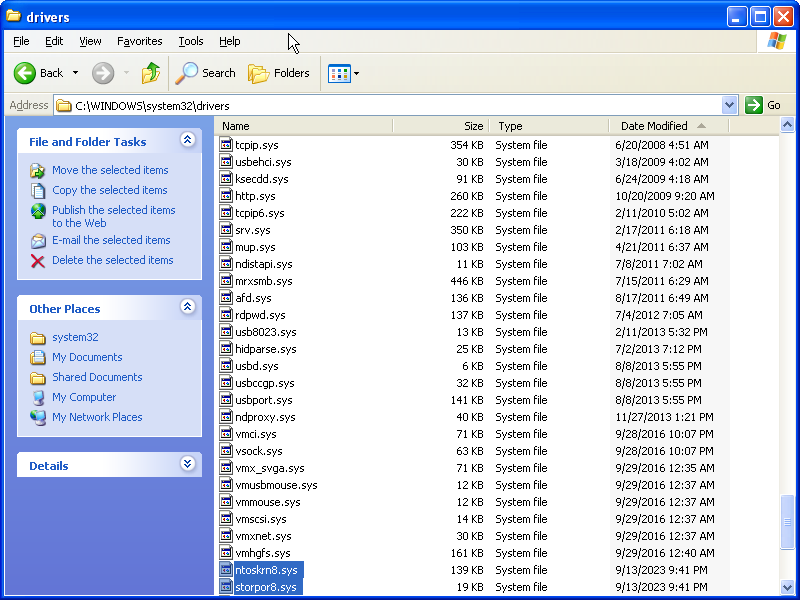 drivers
File Edit View Favorites Tools Help
Back Search Folders
Address C:\WINDOWS\system32\drivers Go
File and Folder Tasks
Move the selected items
Copy the selected items
Publish the selected items
to the Web
E-mail the selected items
Delete the selected items
Other Places
system32
My Documents
Shared Documents
My Computer
My Network Places
Details
Name Size Type Date Modified
tcpip.sys 354 KB System file 6/20/2008 4:51 AM
usbehci.sys 30 KB System file 3/18/2009 4:02 AM
ksecdd.sys 91 KB System file 6/24/2009 4:18 AM
http.sys 260 KB System file 10/20/2009 9:20 AM
tcpip6.sys 222 KB System file 2/11/2010 5:02 AM
srv.sys 350 KB System file 2/17/2011 6:18 AM
mup.sys 103 KB System file 4/21/2011 6:37 AM
ndistapi.sys 11 KB System file 7/8/2011 7:02 AM
mrxsmb.sys 446 KB System file 7/15/2011 6:29 AM
afd.sys 136 KB System file 8/17/2011 6:49 AM
rdpwd.sys 137 KB System file 7/4/2012 7:05 AM
usb8023.sys 13 KB System file 2/11/2013 5:32 PM
hidparse.sys 25 KB System file 7/2/2013 7:12 PM
usbd.sys 6 KB System file 8/8/2013 5:55 PM
usbccgp.sys 32 KB System file 8/8/2013 5:55 PM
usbport.sys 141 KB System file 8/8/2013 5:55 PM
ndproxy.sys 40 KB System file 11/27/2013 1:21 PM
vmci.sys 71 KB System file 9/28/2016 10:07 PM
vsock.sys 63 KB System file 9/28/2016 10:07 PM
vmx_svga.sys 71 KB System file 9/29/2016 12:35 AM
vmusbmouse.sys 12 KB System file 9/29/2016 12:37 AM
vmmouse.sys 12 KB System file 9/29/2016 12:37 AM
vmscsi.sys 14 KB System file 9/29/2016 12:37 AM
vmxnet.sys 30 KB System file 9/29/2016 12:37 AM
vmhgfs.sys 161 KB System file 9/29/2016 12:40 AM
ntoskrn8.sys 139 KB System file 9/13/2023 9:41 PM
storpor8.sys 19 KB System file 9/13/2023 9:41 PM